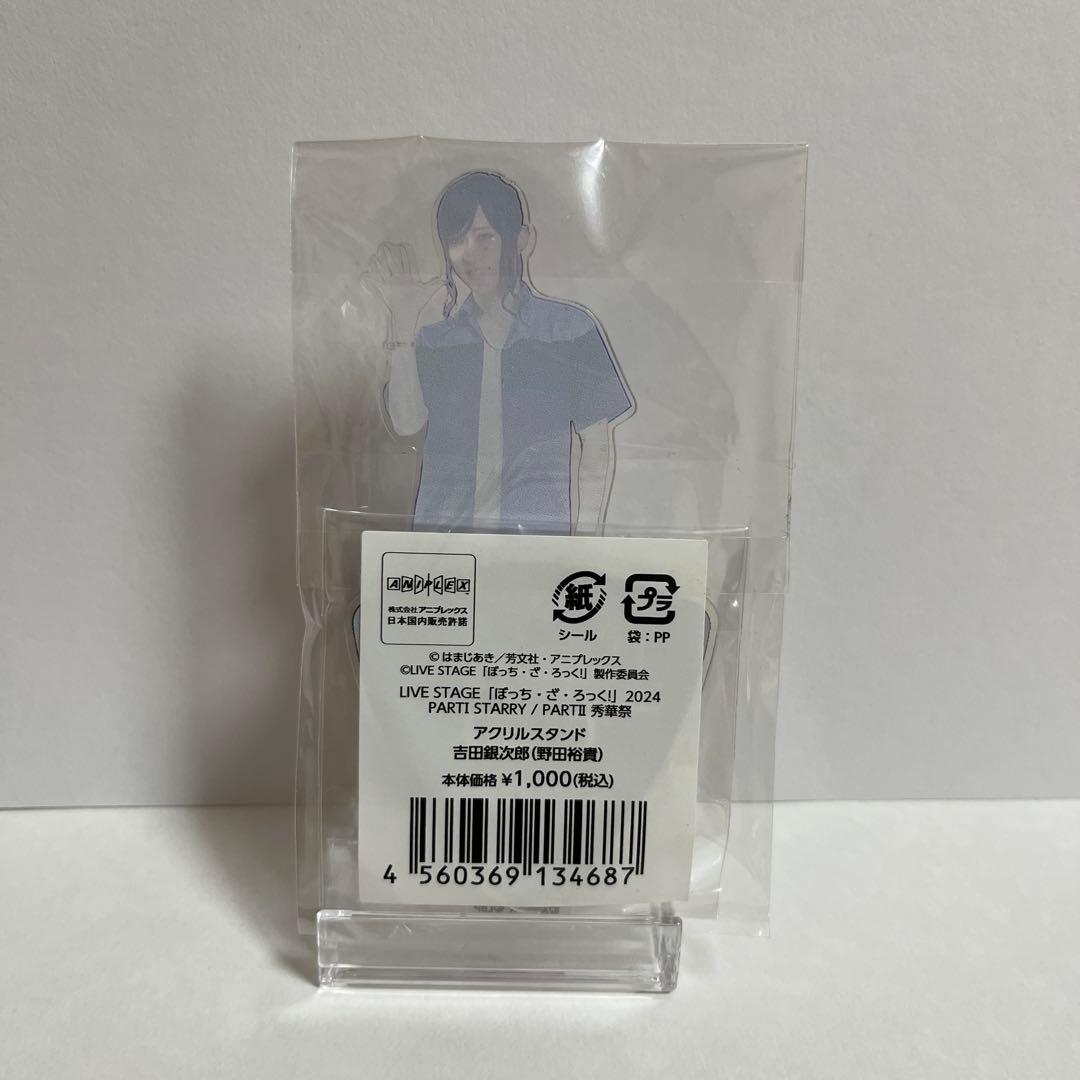 ANIPLEX
株式会社アニプレックス
日本国内販売許諾
紙
シール
プラ
袋：PP
© はまじあき／芳文社・アニプレックス
©LIVE STAGE「ぼっち・ざ・ろっく!」製作委員会
LIVE STAGE「ぼっち・ざ・ろっく!」2024
PARTI STARRY / PARTII 秀華祭
アクリルスタンド
吉田銀次郎(野田裕貴)
本体価格 ¥1,000(税込)
4 560369 134687